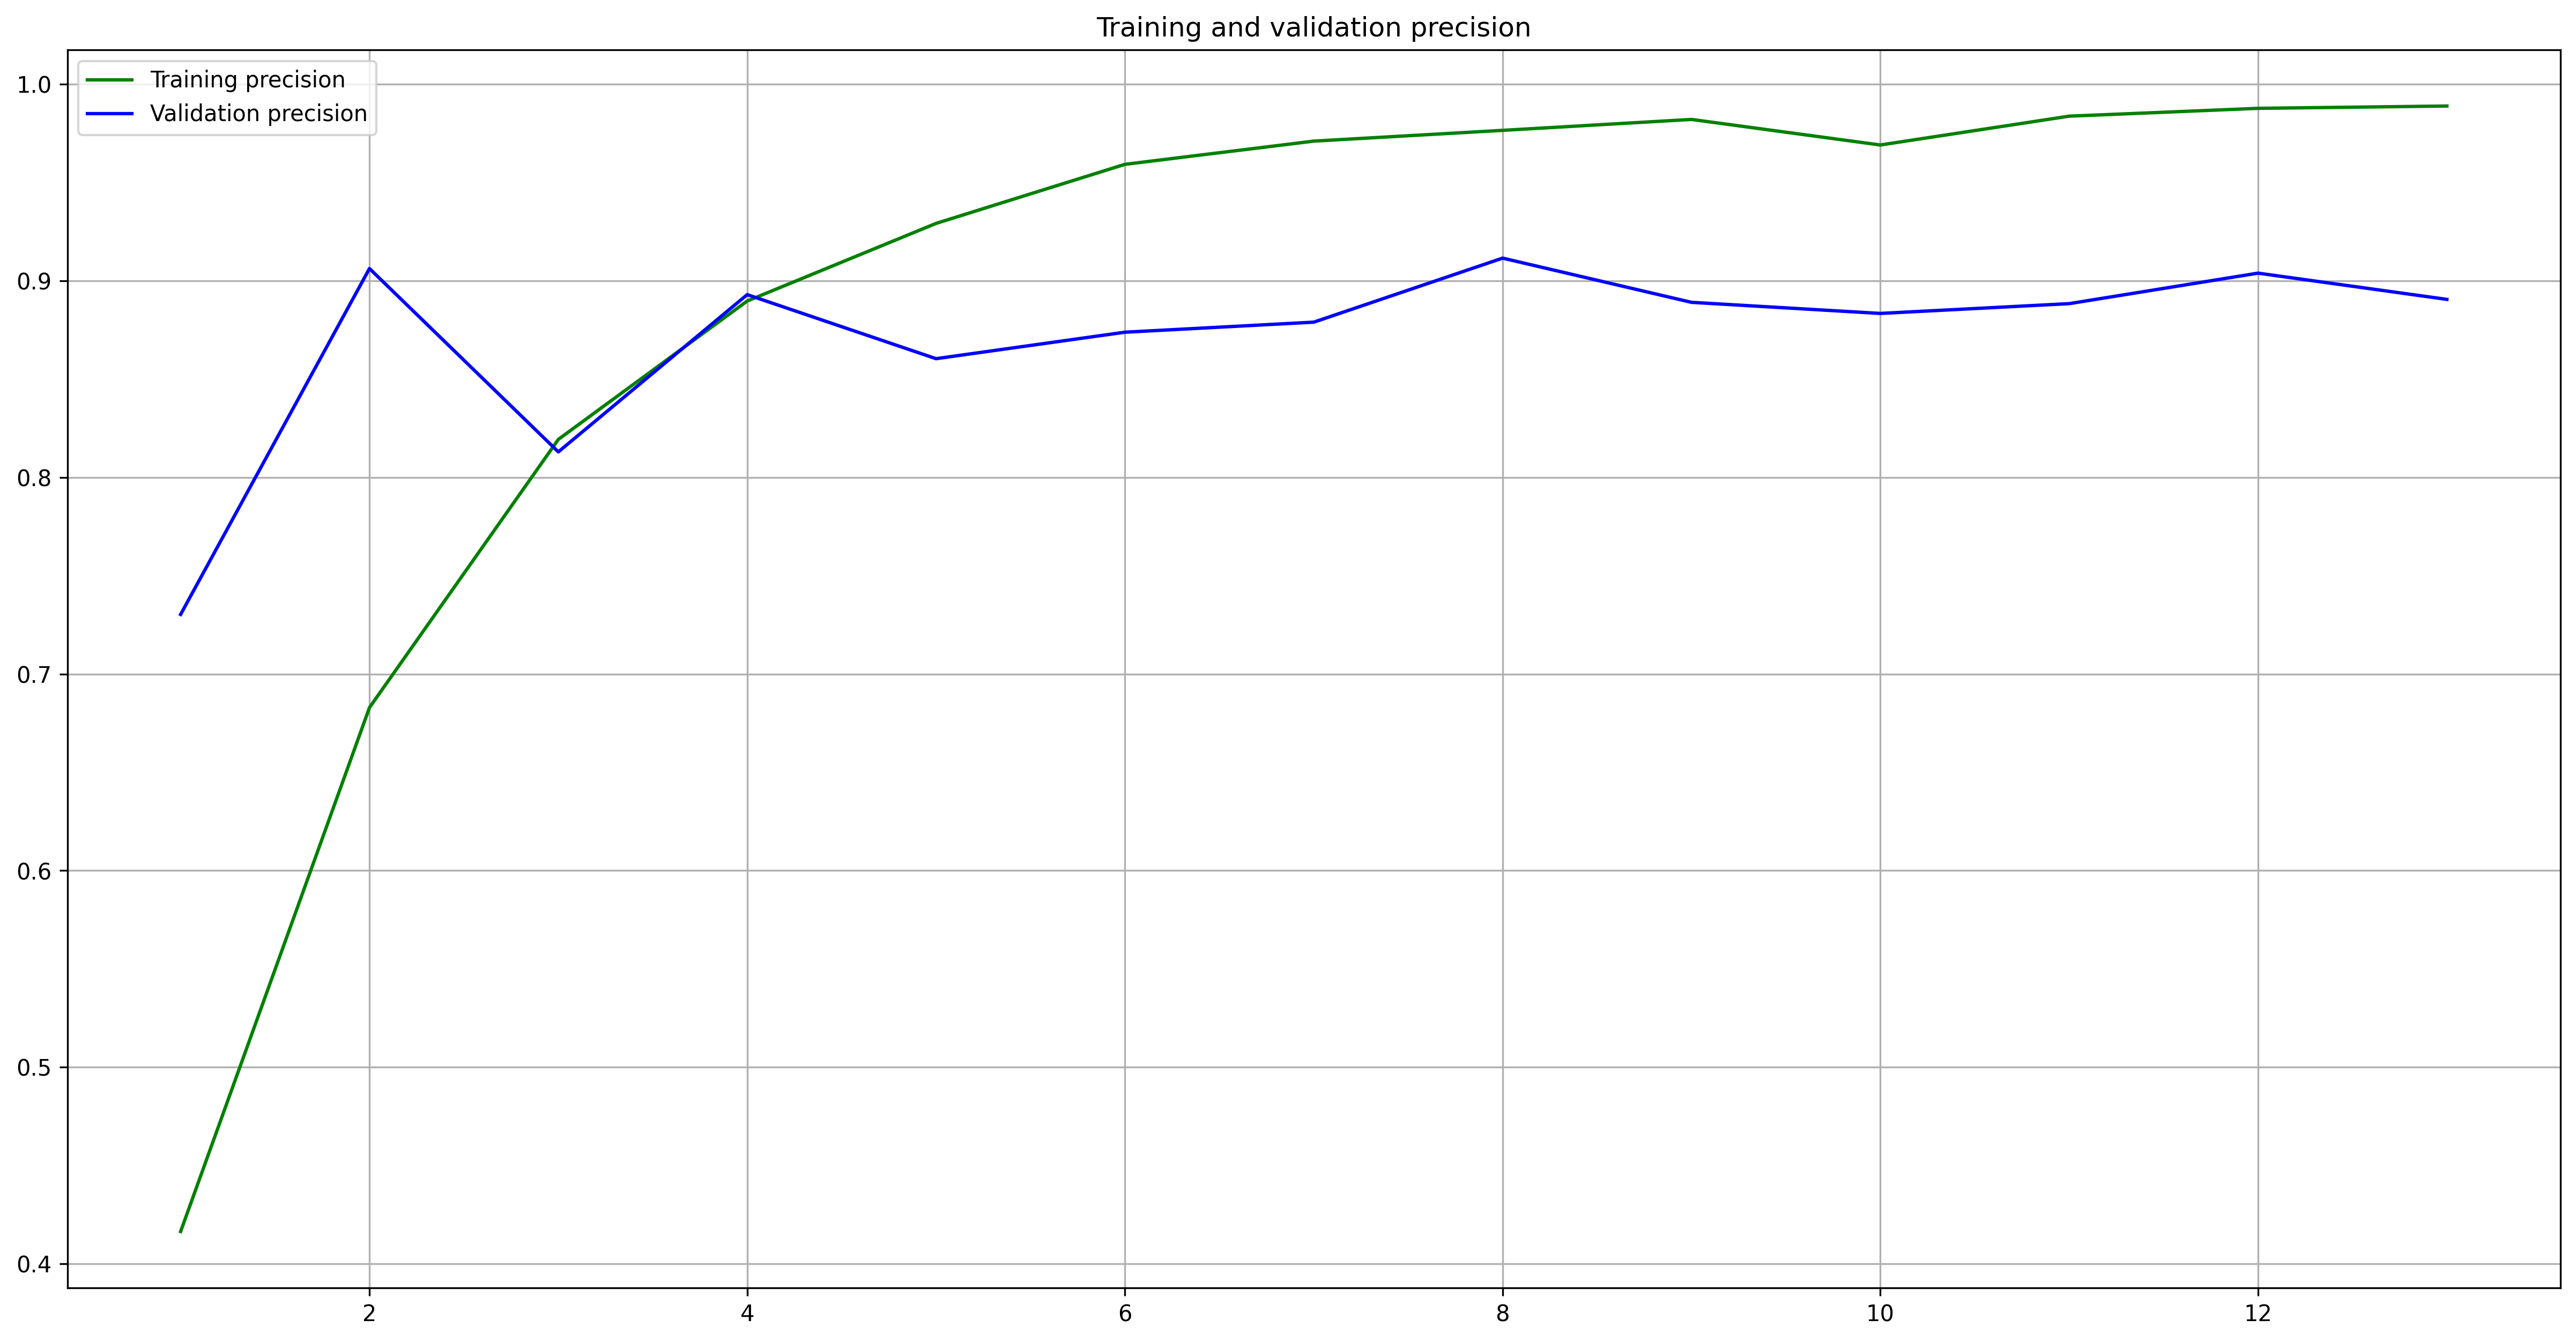 Training and validation precision
Training precision
Validation precision
1.0
0.9
0.8
0.7
0.6
0.5
0.4
2 4 6 8 10 12